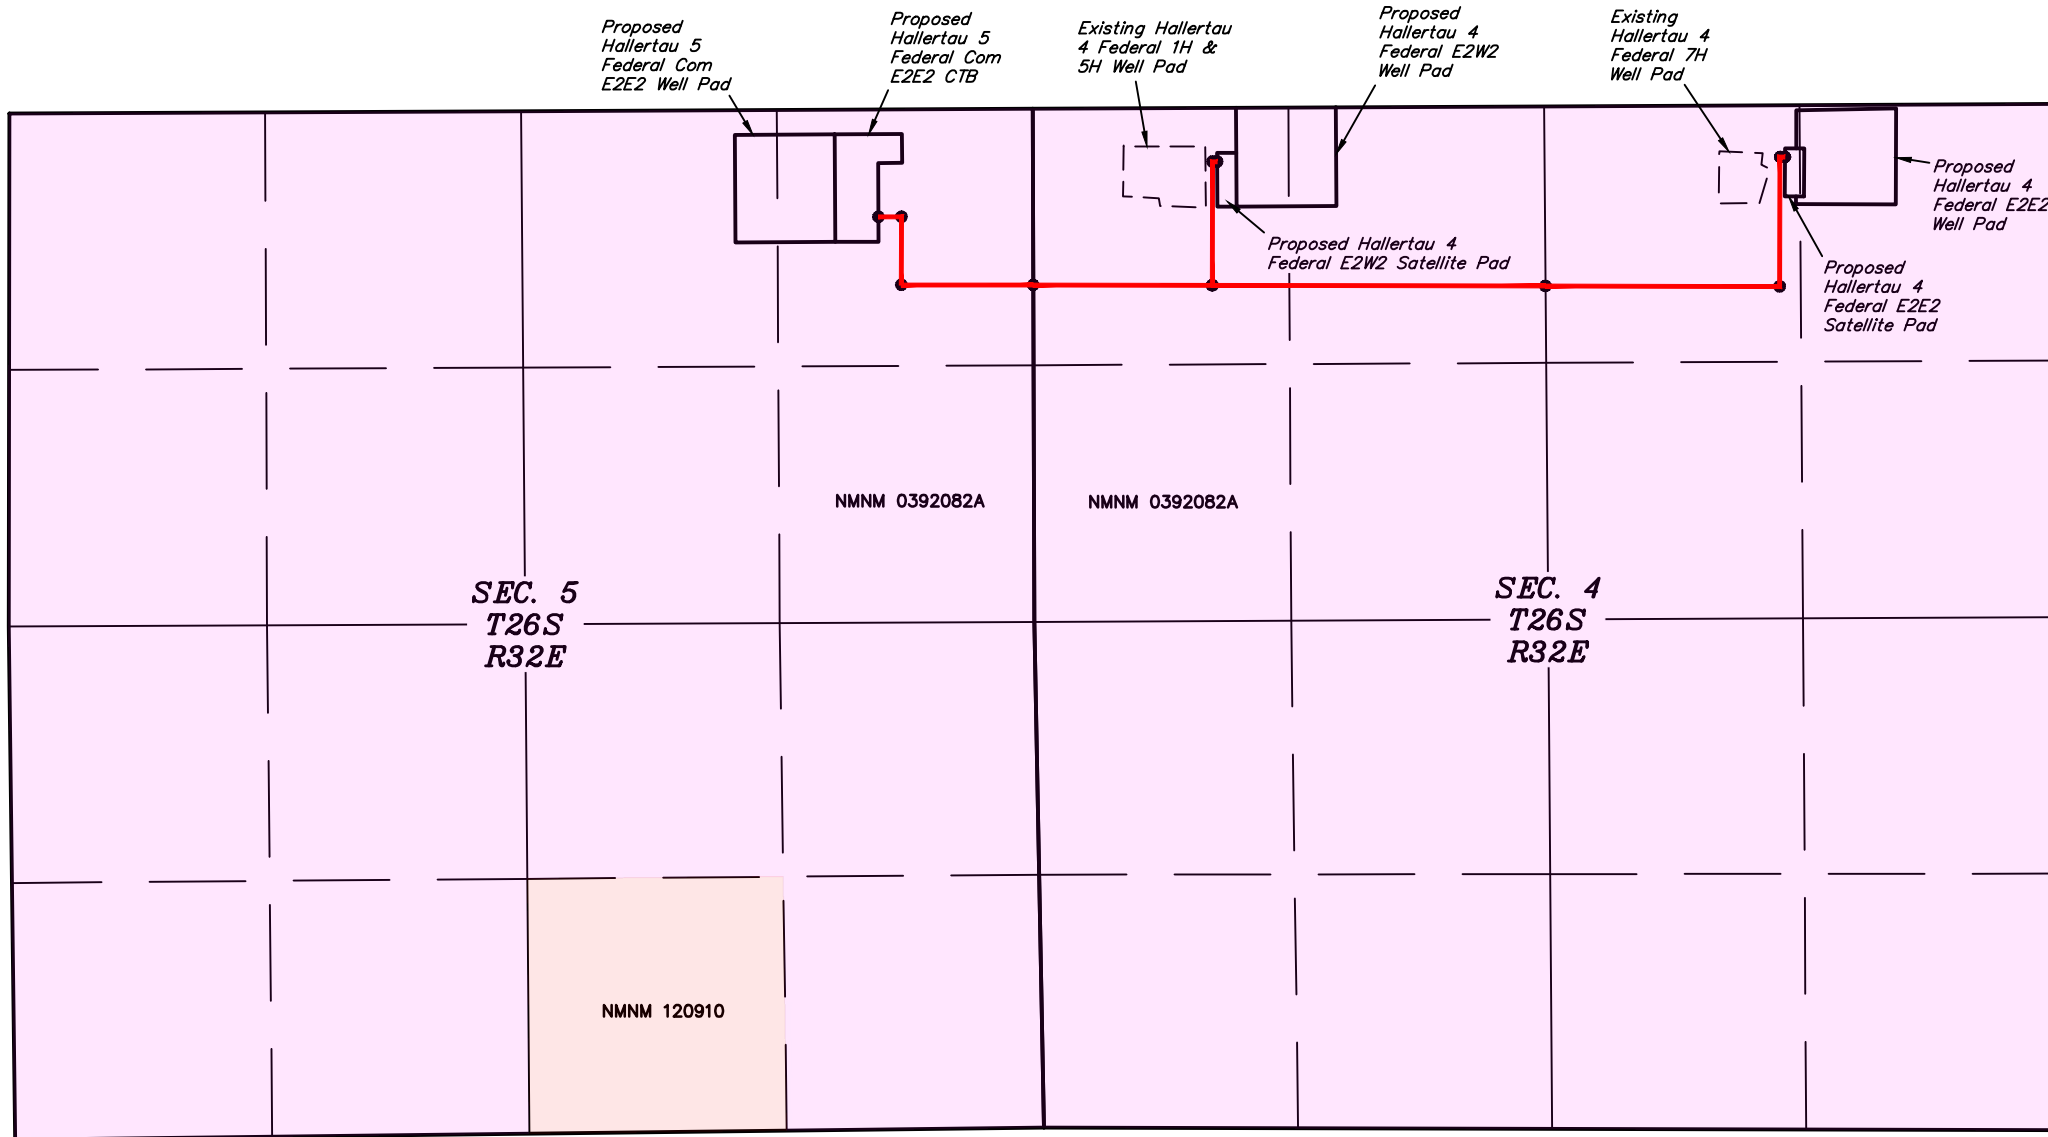 Proposed
Hallertau 5
Federal Com
E2E2 Well Pad
Proposed
Hallertau 5
Federal Com
E2E2 CTB
Existing Hallertau
4 Federal 1H &
5H Well Pad
Proposed
Hallertau 4
Federal E2W2
Well Pad
Existing
Hallertau 4
Federal 7H
Well Pad
Proposed
Hallertau 4
Federal E2E2
Well Pad
Proposed Hallertau 4
Federal E2W2 Satellite Pad
Proposed
Hallertau 4
Federal E2E2
Satellite Pad
NMNM 0392082A
NMNM 0392082A
SEC. 5
T26S
R32E
SEC. 4
T26S
R32E
NMNM 120910